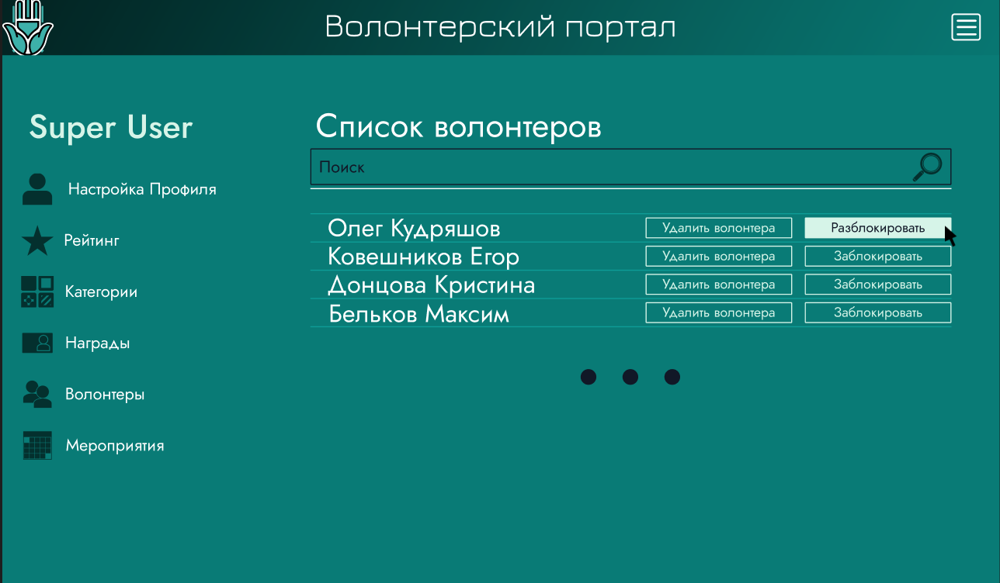 Волонтерский портал
Super User
Настройка Профиля
Рейтинг
Категории
Награды
Волонтеры
Мероприятия
Список волонтеров
Поиск
Олег Кудряшов Удалить волонтера Разблокировать
Ковешников Егор Удалить волонтера Заблокировать
Донцова Кристина Удалить волонтера Заблокировать
Бельков Максим Удалить волонтера Заблокировать